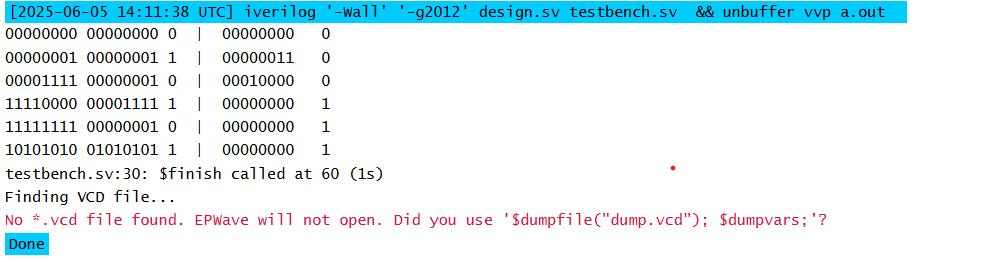 [2025-06-05 14:11:38 UTC] iverilog '-Wall' '-g2012' design.sv testbench.sv  && unbuffer vvp a.out
00000000 00000000 0  |  00000000   0
00000001 00000001 1  |  00000011   0
00001111 00000001 0  |  00010000   0
11110000 00001111 1  |  00000000   1
11111111 00000001 0  |  00000000   1
10101010 01010101 1  |  00000000   1
testbench.sv:30: $finish called at 60 (1s)
Finding VCD file...
No *.vcd file found. EPWave will not open. Did you use '$dumpfile("dump.vcd"); $dumpvars;'?
Done